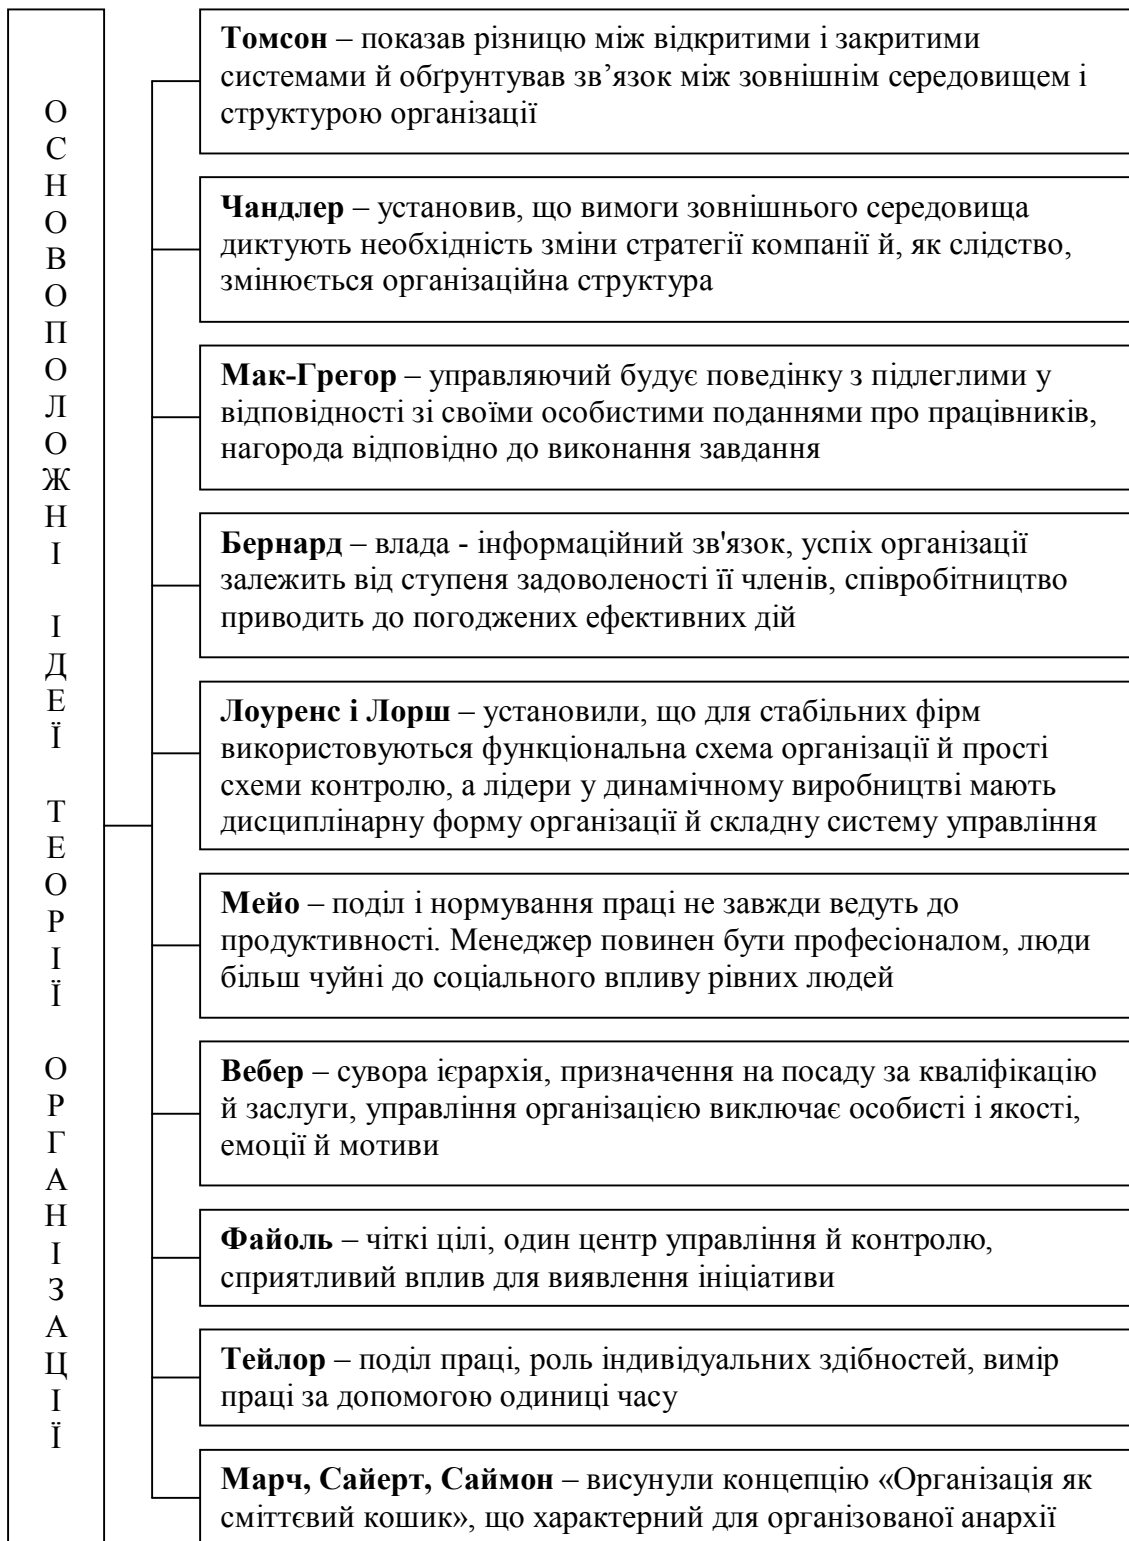 ОСНОВОПОЛОЖНІ ІДЕЇ ТЕОРІЇ ОРГАНІЗАЦІЇ
Томсон – показав різницю між відкритими і закритими
системами й обґрунтував зв’язок між зовнішнім середовищем і
структурою організації
Чандлер – установив, що вимоги зовнішнього середовища
диктують необхідність зміни стратегії компанії й, як слідство,
змінюється організаційна структура
Мак-Грегор – управляючий будує поведінку з підлеглими у
відповідності зі своїми особистими поданнями про працівників,
нагорода відповідно до виконання завдання
Бернард – влада - інформаційний зв'язок, успіх організації
залежить від ступеня задоволеності її членів, співробітництво
приводить до погоджених ефективних дій
Лоуренс і Лорш – установили, що для стабільних фірм
використовуються функціональна схема організації й прості
схеми контролю, а лідери у динамічному виробництві мають
дисциплінарну форму організації й складну систему управління
Мейо – поділ і нормування праці не завжди ведуть до
продуктивності. Менеджер повинен бути професіоналом, люди
більш чуйні до соціального впливу рівних людей
Вебер – сувора ієрархія, призначення на посаду за кваліфікацію
й заслуги, управління організацією виключає особисті і якості,
емоції й мотиви
Файоль – чіткі цілі, один центр управління й контролю,
сприятливий вплив для виявлення ініціативи
Тейлор – поділ праці, роль індивідуальних здібностей, вимір
праці за допомогою одиниці часу
Марч, Сайерт, Саймон – висунули концепцію «Організація як
сміттєвий кошик», що характерний для організованої анархії